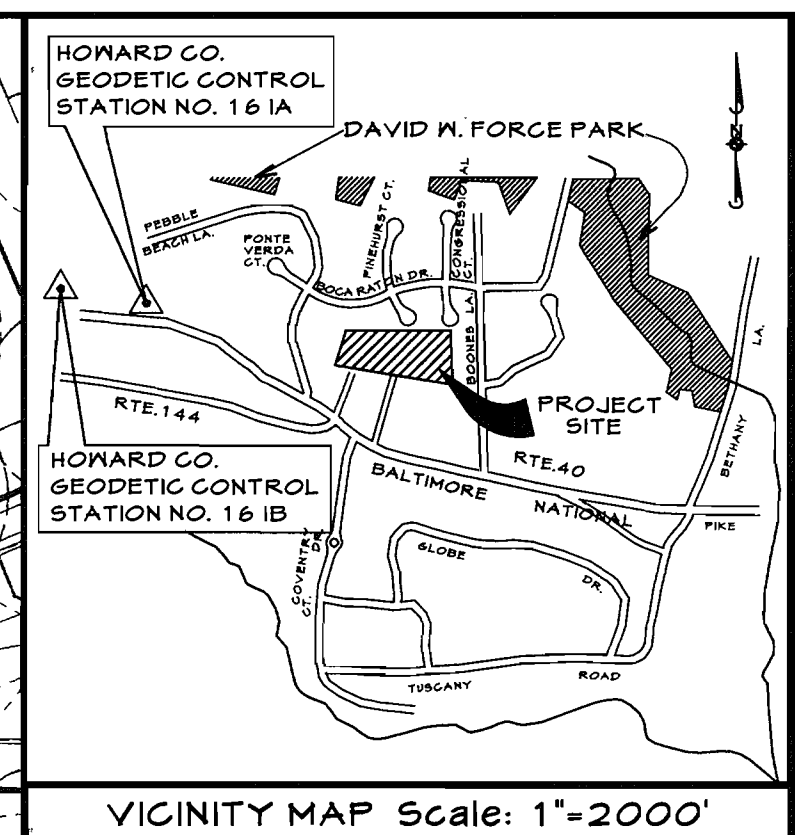 HOWARD CO.
GEODETIC CONTROL
STATION NO. 16 IA
DAVID W. FORCE PARK
N
PEBBLE
BEACH LA.
PONTE
VERDA
CT.
PINEHURST CT.
CONGRESSIONAL
CT.
BOCA RATON DR.
BOONES LA.
LA.
BETHANY
RTE. 144
PROJECT
SITE
HOWARD CO.
GEODETIC CONTROL
STATION NO. 16 IB
RTE. 40
BALTIMORE
NATIONAL
PIKE
COVENTRY
CT.
DR.
GLOBE
DR.
TUSCANY
ROAD
VICINITY MAP Scale: 1"=2000'